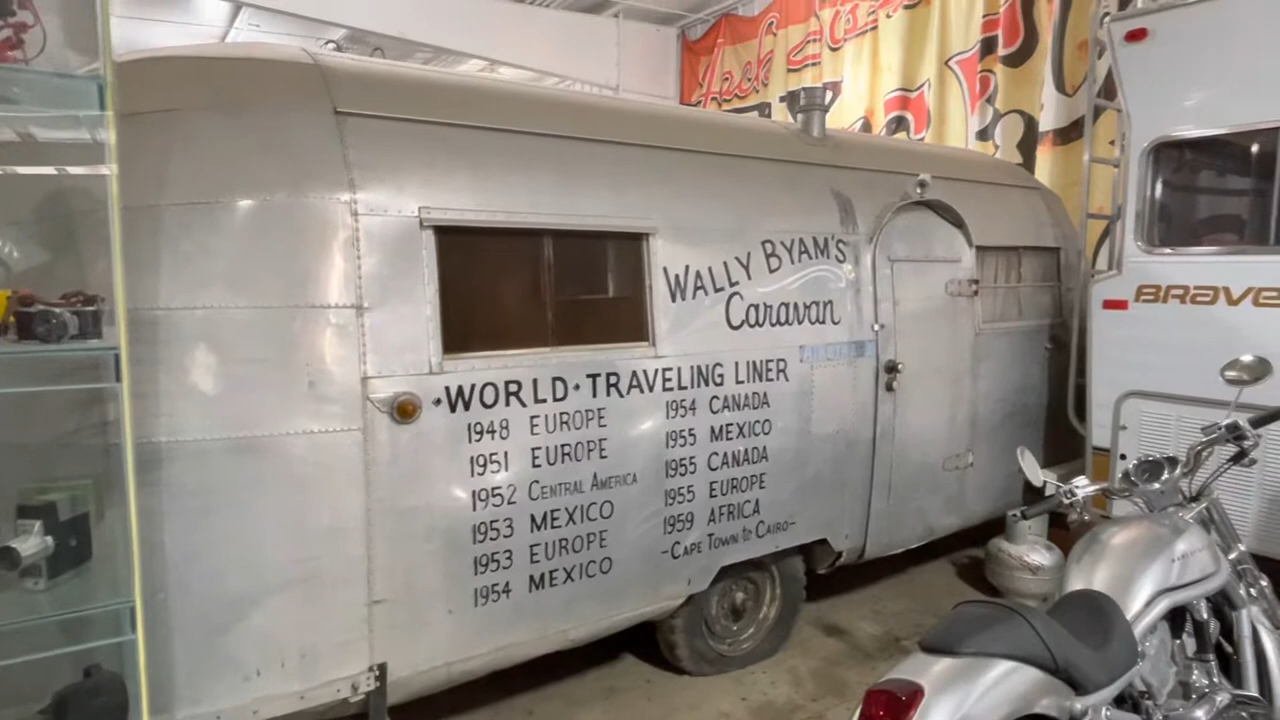 WALLY BYAM'S
Caravan
WORLD•TRAVELING LINER
1948 EUROPE
1951 EUROPE
1952 CENTRAL AMERICA
1953 MEXICO
1953 EUROPE
1954 MEXICO
1954 CANADA
1955 MEXICO
1955 CANADA
1955 EUROPE
1959 AFRICA
-CAPE TOWN to CAIRO-
Jack
BRAVE